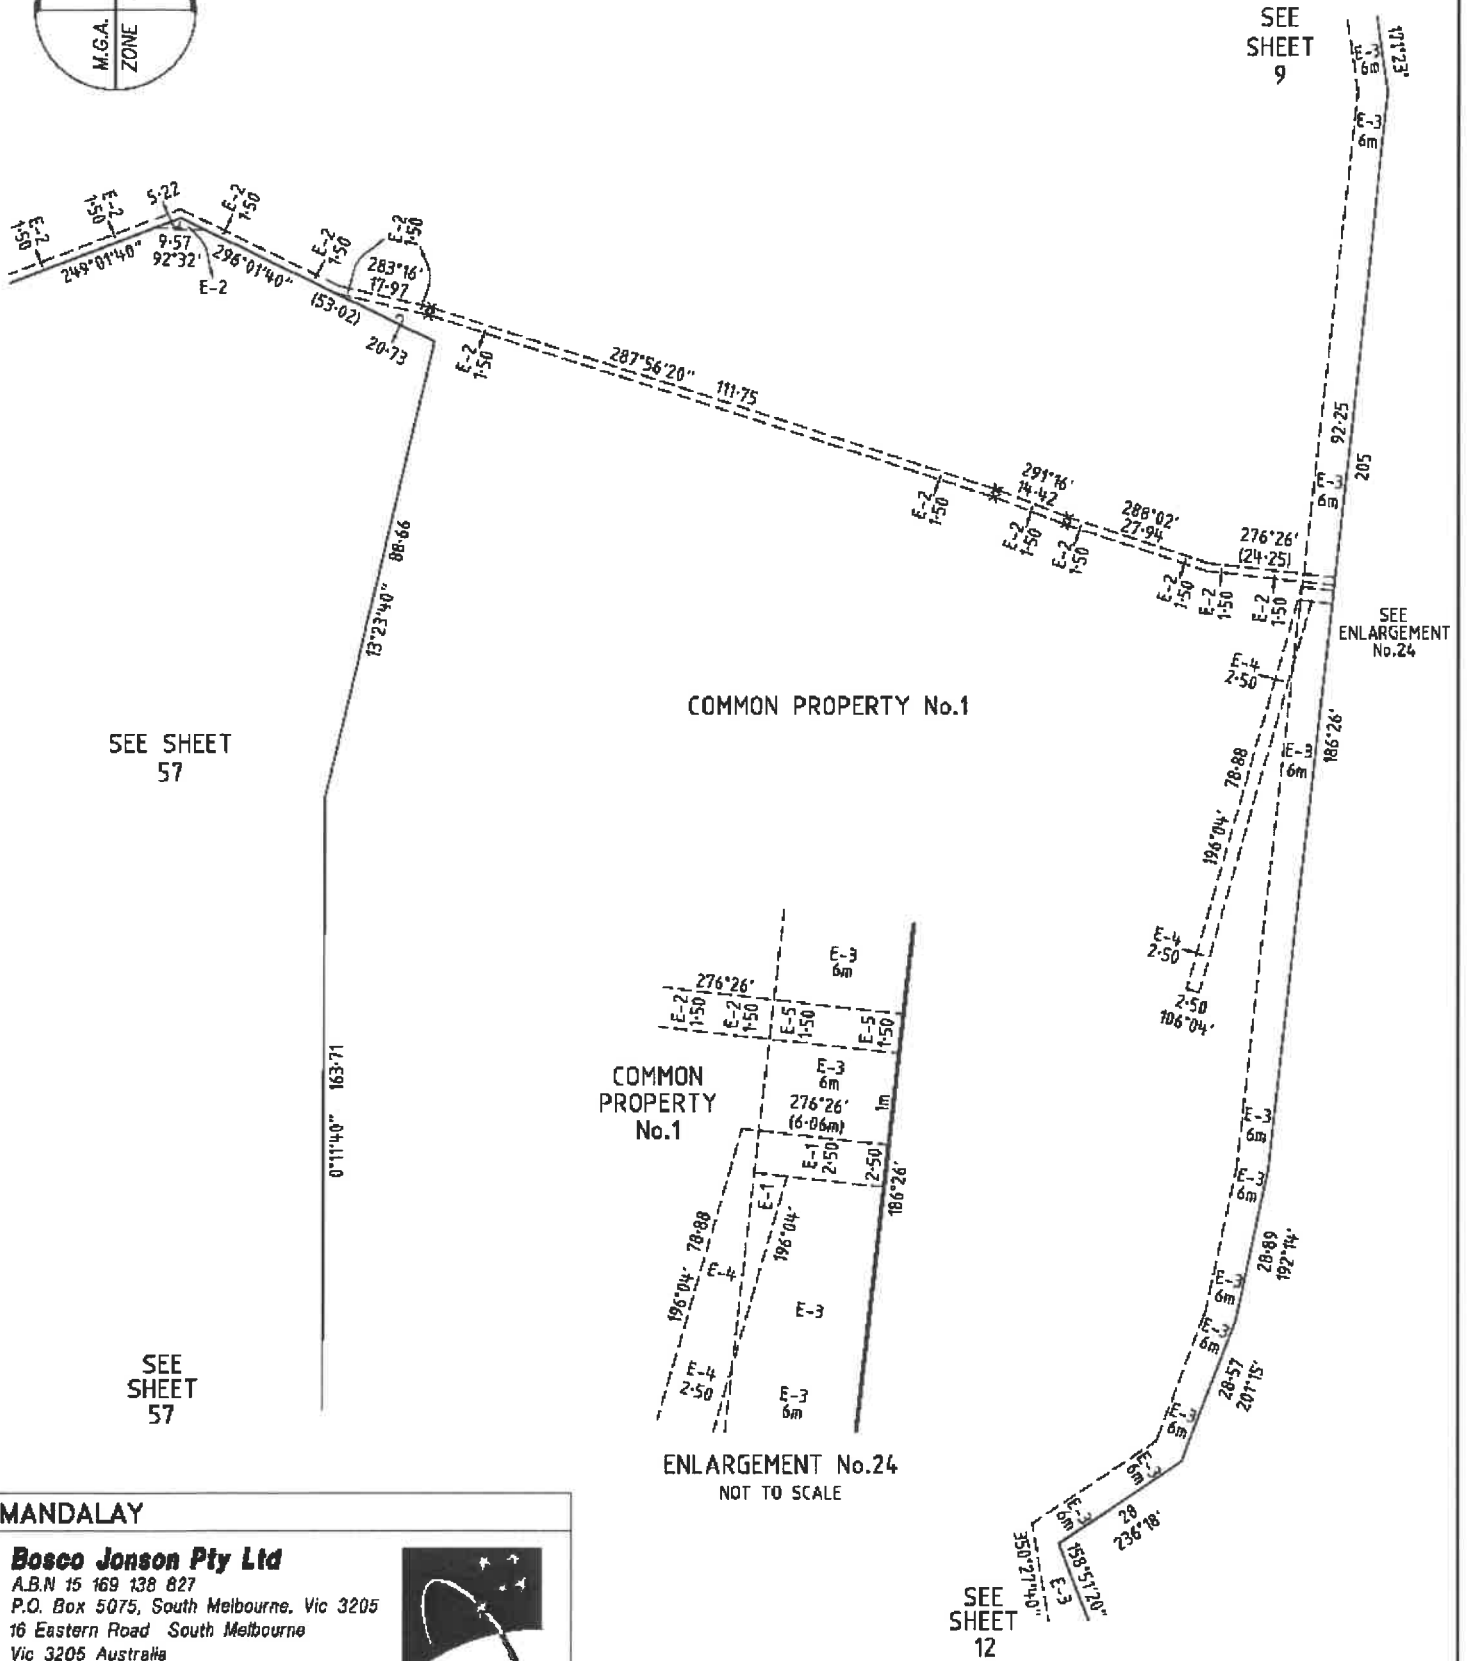 M.G.A.
ZONE
SEE
SHEET
9
171°23'
E-3
6m
E-3
6m
E-2
1·50
E-2
1·50
5·22
E-2
1·50
249°01'40"
9·57
92°32'
E-2
296°01'40"
E-2
1·50
(53·02)
E-2
1·50
283°16'
17·97
20·73
E-2
1·50
287°56'20" 111·75
E-2
1·50
291°16'
14·42
E-2
1·50
E-2
1·50
288°02'
27·94
E-2
1·50
E-2
1·50
276°26'
(24·25)
E-2
1·50
92·25
205
E-3
6m
SEE
ENLARGEMENT
No.24
13°23'40" 88·66
E-4
2·50
COMMON PROPERTY No.1
SEE SHEET
57
186°26'
E-3
6m
196°04' 78·88
E-4
2·50
2·50
106°04'
0°11'40" 163·71
E-3
6m
276°26'
E-2
1·50
E-2
1·50
E-5
1·50
E-5
1·50
COMMON
PROPERTY
No.1
E-3
6m
276°26'
(6·06m)
1m
E-1
2·50
2·50
186°26'
E-1
196°04' 78·88
196°04'
E-4
E-3
E-4
2·50
E-3
6m
ENLARGEMENT No.24
NOT TO SCALE
E-3
6m
E-3
6m
28·89
192°14'
E-3
6m
E-3
6m
28·57
201°15'
E-3
6m
E-3
6m
E-3
6m
28
236°18'
350°27'40"
E-3
158°51'20"
SEE
SHEET
12
SEE
SHEET
57
MANDALAY
Bosco Jonson Pty Ltd
A.B.N 15 169 138 827
P.O. Box 5075, South Melbourne, Vic 3205
16 Eastern Road South Melbourne
Vic 3205 Australia